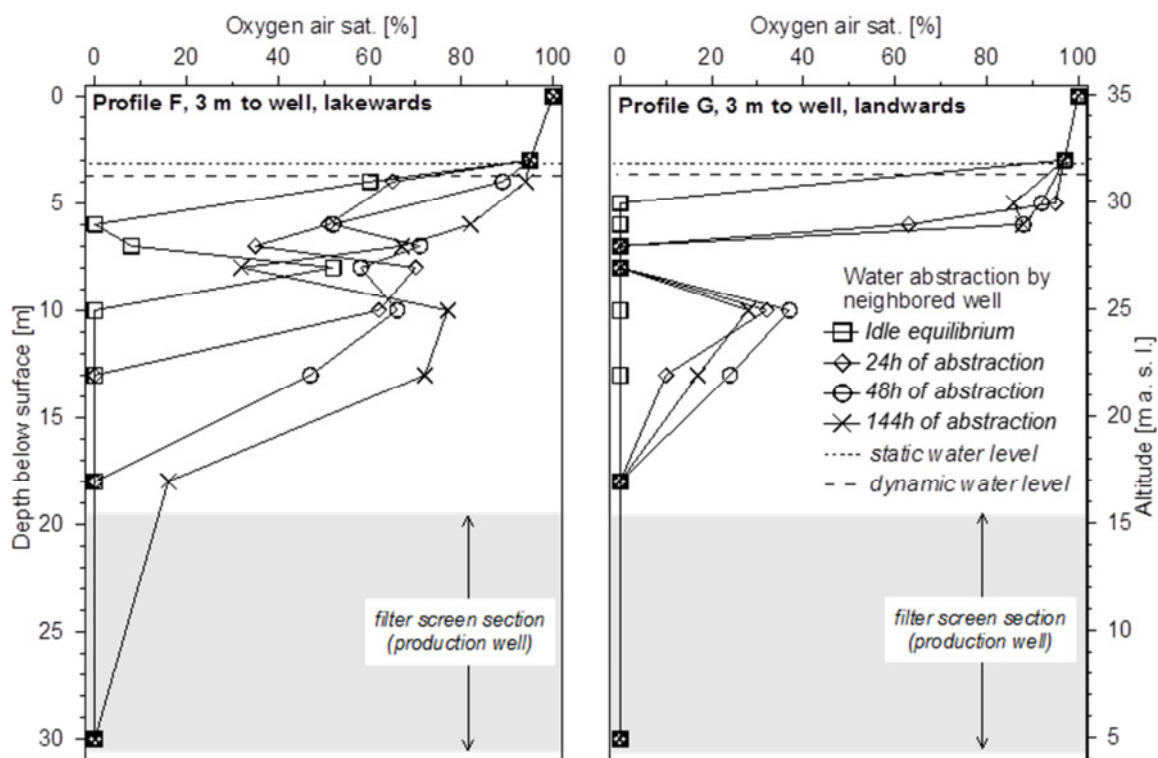 Oxygen air sat. [%]
0 20 40 60 80 100
Profile F, 3 m to well, lakewards
Depth below surface [m]
0
5
10
15
20
25
30
filter screen section
(production well)
Oxygen air sat. [%]
0 20 40 60 80 100
Profile G, 3 m to well, landwards
Water abstraction by
neighbored well
Idle equilibrium
24h of abstraction
48h of abstraction
144h of abstraction
static water level
dynamic water level
filter screen section
(production well)
35
30
25
20
15
10
5
Altitude [m a. s. l.]